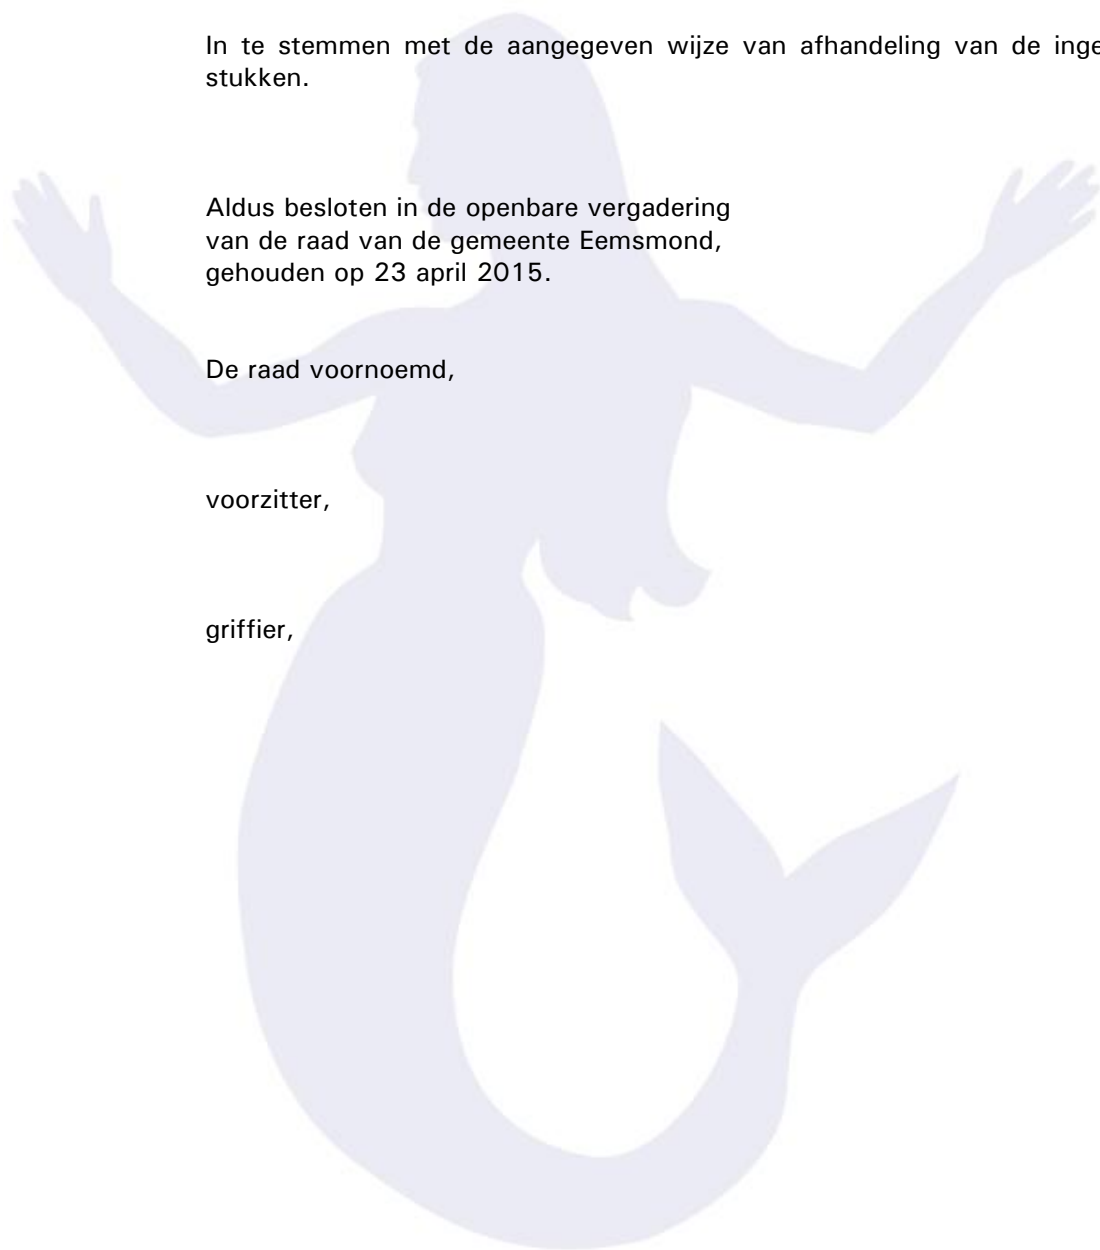 In te stemmen met de aangegeven wijze van afhandeling van de
stukken.
Aldus besloten in de openbare vergadering
van de raad van de gemeente Eemsmond,
gehouden op 23 april 2015.
De raad voornoemd,
voorzitter,
griffier,